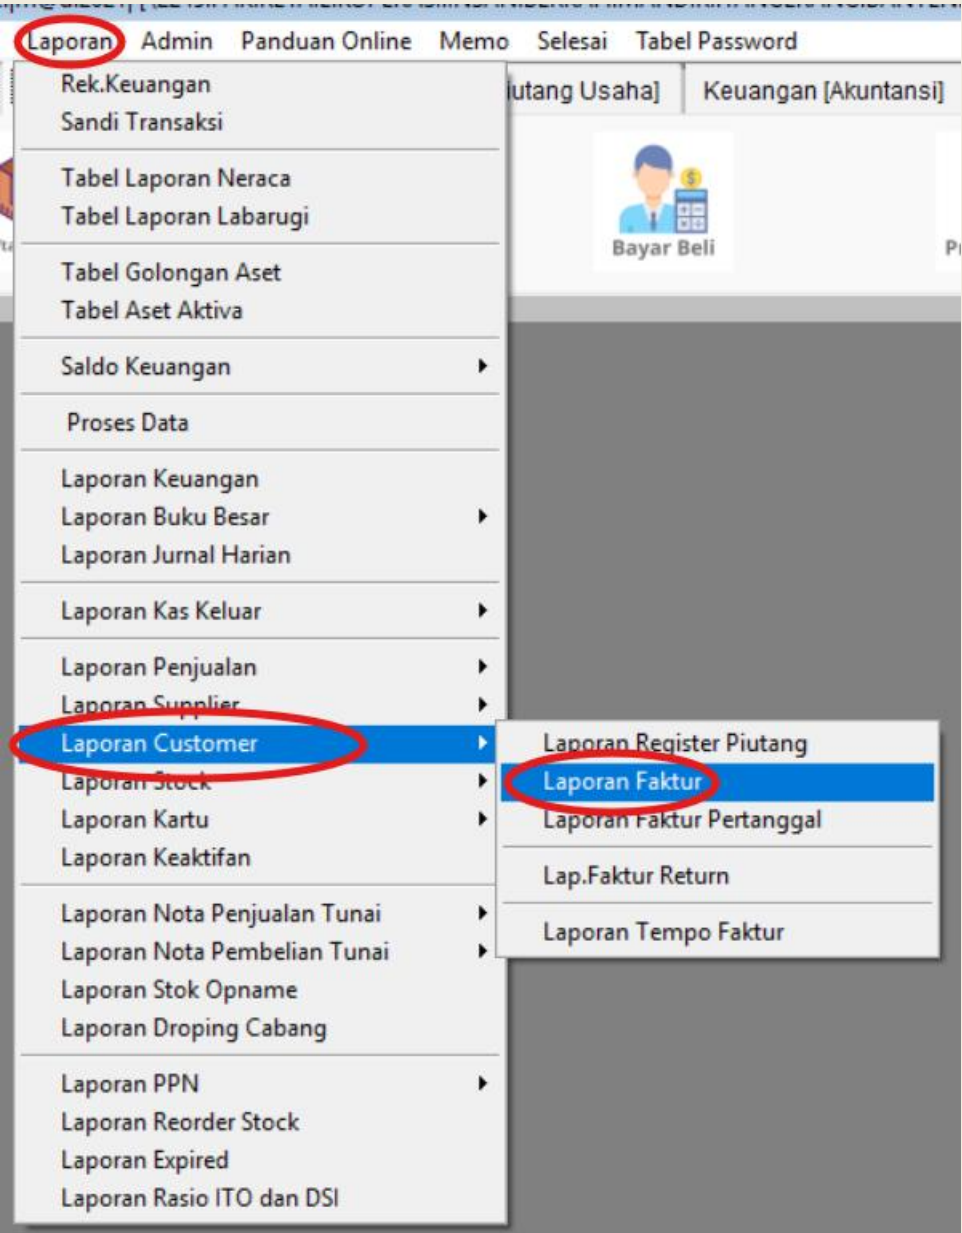 Laporan Admin Panduan Online Memo Selesai Tabel Password
Rek.Keuangan
Sandi Transaksi
utang Usaha] Keuangan [Akuntansi]
Tabel Laporan Neraca
Tabel Laporan Labarugi
Bayar Beli
Tabel Golongan Aset
Tabel Aset Aktiva
Saldo Keuangan
Proses Data
Laporan Keuangan
Laporan Buku Besar
Laporan Jurnal Harian
Laporan Kas Keluar
Laporan Penjualan
Laporan Supplier
Laporan Customer
Laporan Stock
Laporan Kartu
Laporan Keaktifan
Laporan Nota Penjualan Tunai
Laporan Nota Pembelian Tunai
Laporan Stok Opname
Laporan Droping Cabang
Laporan PPN
Laporan Reorder Stock
Laporan Expired
Laporan Rasio ITO dan DSI
Laporan Register Piutang
Laporan Faktur
Laporan Faktur Pertanggal
Lap.Faktur Return
Laporan Tempo Faktur